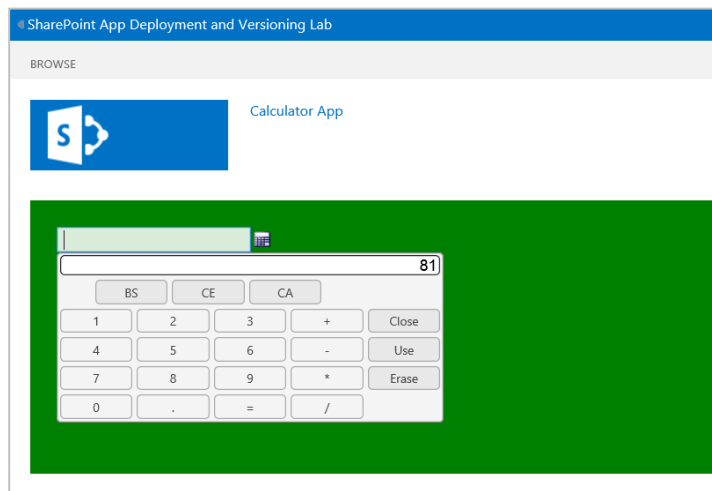 SharePoint App Deployment and Versioning Lab
BROWSE
S
Calculator App
81
BS CE CA
1 2 3 + Close
4 5 6 - Use
7 8 9 * Erase
0 . = /